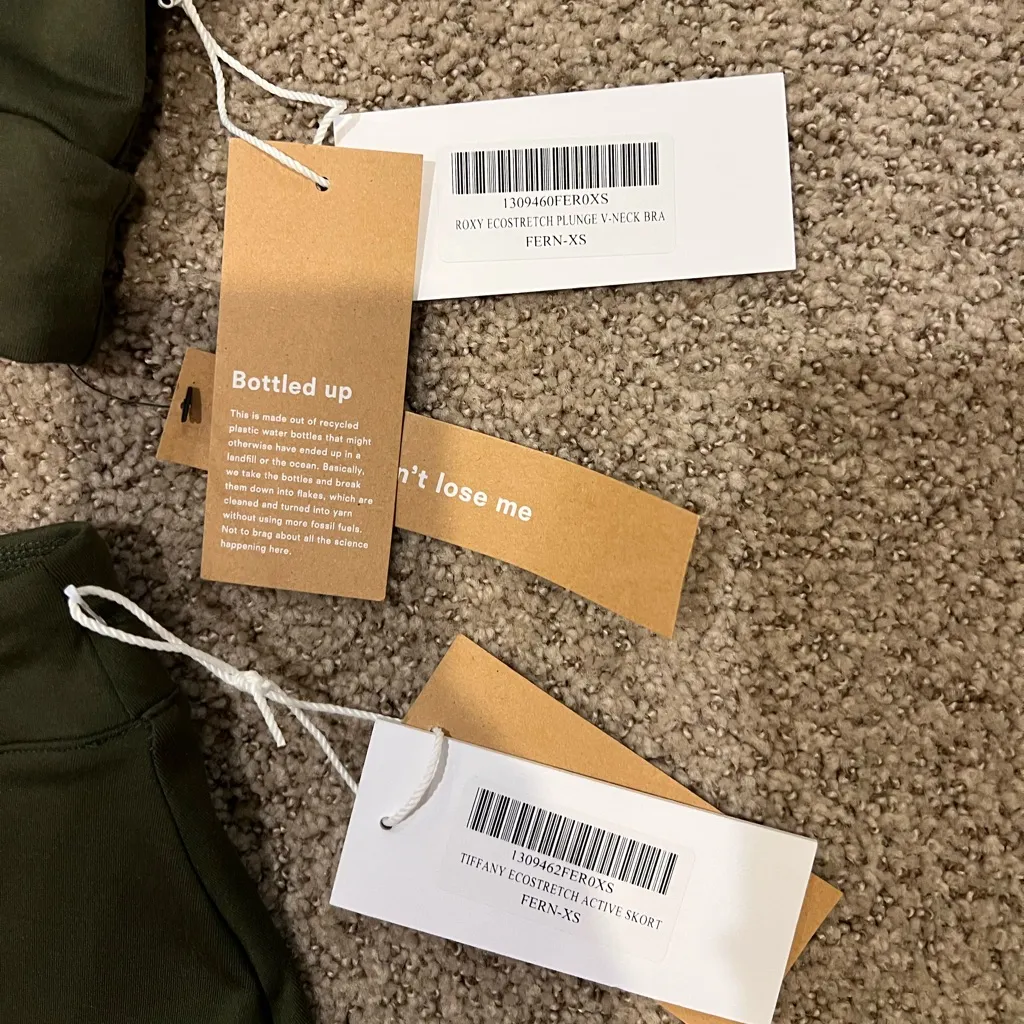 1309460FER0XS
ROXY ECOSTRETCH PLUNGE V-NECK BRA
FERN-XS
Bottled up
This is made out of recycled
plastic water bottles that might
otherwise have ended up in a
landfill or the ocean. Basically,
we take the bottles and break
them down into flakes, which are
cleaned and turned into yarn
without using more fossil fuels.
Not to brag about all the science
happening here.
n't lose me
1309462FER0XS
TIFFANY ECOSTRETCH ACTIVE SKORT
FERN-XS